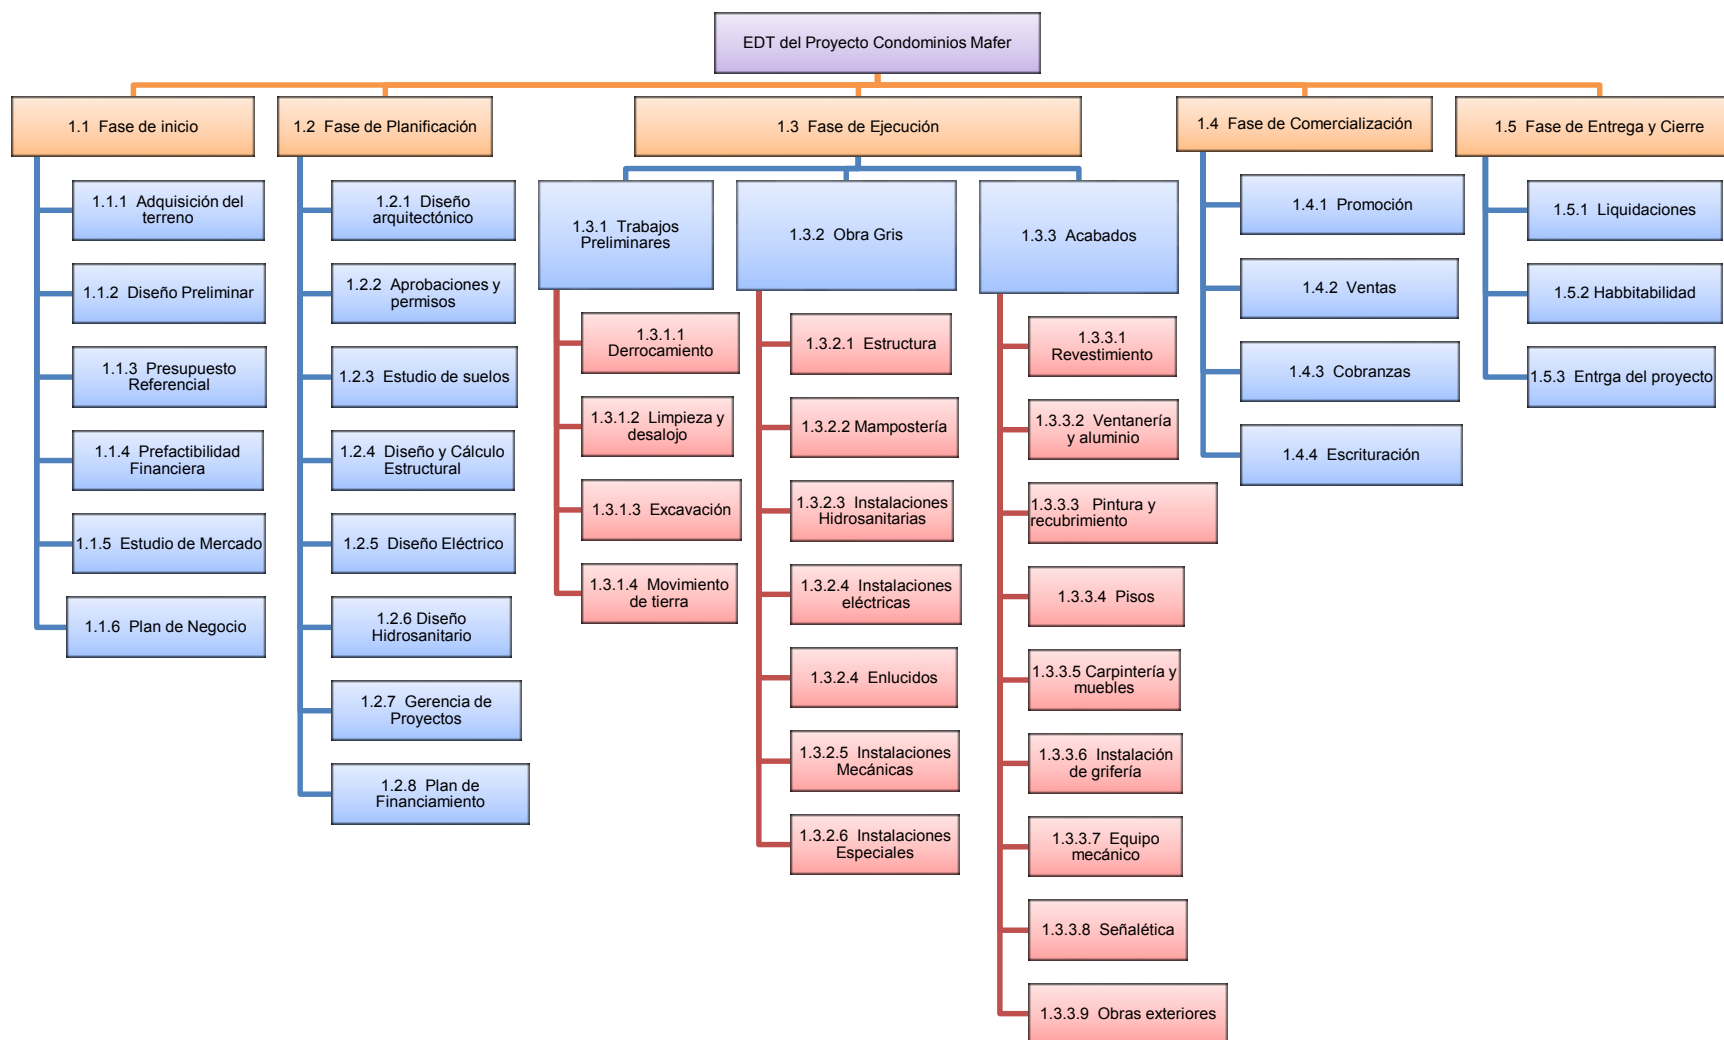 EDT del Proyecto Condominios Mafer
1.1 Fase de inicio
1.1.1 Adquisición del
terreno
1.1.2 Diseño Preliminar
1.1.3 Presupuesto
Referencial
1.1.4 Prefactibilidad
Financiera
1.1.5 Estudio de Mercado
1.1.6 Plan de Negocio
1.2 Fase de Planificación
1.2.1 Diseño
arquitectónico
1.2.2 Aprobaciones y
permisos
1.2.3 Estudio de suelos
1.2.4 Diseño y Cálculo
Estructural
1.2.5 Diseño Eléctrico
1.2.6 Diseño
Hidrosanitario
1.2.7 Gerencia de
Proyectos
1.2.8 Plan de
Financiamiento
1.3 Fase de Ejecución
1.3.1 Trabajos
Preliminares
1.3.1.1
Derrocamiento
1.3.1.2 Limpieza y
desalojo
1.3.1.3 Excavación
1.3.1.4 Movimiento
de tierra
1.3.2 Obra Gris
1.3.2.1 Estructura
1.3.2.2 Mampostería
1.3.2.3 Instalaciones
Hidrosanitarias
1.3.2.4 Instalaciones
eléctricas
1.3.2.4 Enlucidos
1.3.2.5 Instalaciones
Mecánicas
1.3.2.6 Instalaciones
Especiales
1.3.3 Acabados
1.3.3.1
Revestimiento
1.3.3.2 Ventanería
y aluminio
1.3.3.3 Pintura y
recubrimiento
1.3.3.4 Pisos
1.3.3.5 Carpintería y
muebles
1.3.3.6 Instalación
de grifería
1.3.3.7 Equipo
mecánico
1.3.3.8 Señalética
1.3.3.9 Obras exteriores
1.4 Fase de Comercialización
1.4.1 Promoción
1.4.2 Ventas
1.4.3 Cobranzas
1.4.4 Escrituración
1.5 Fase de Entrega y Cierre
1.5.1 Liquidaciones
1.5.2 Habbitabilidad
1.5.3 Entrga del proyecto